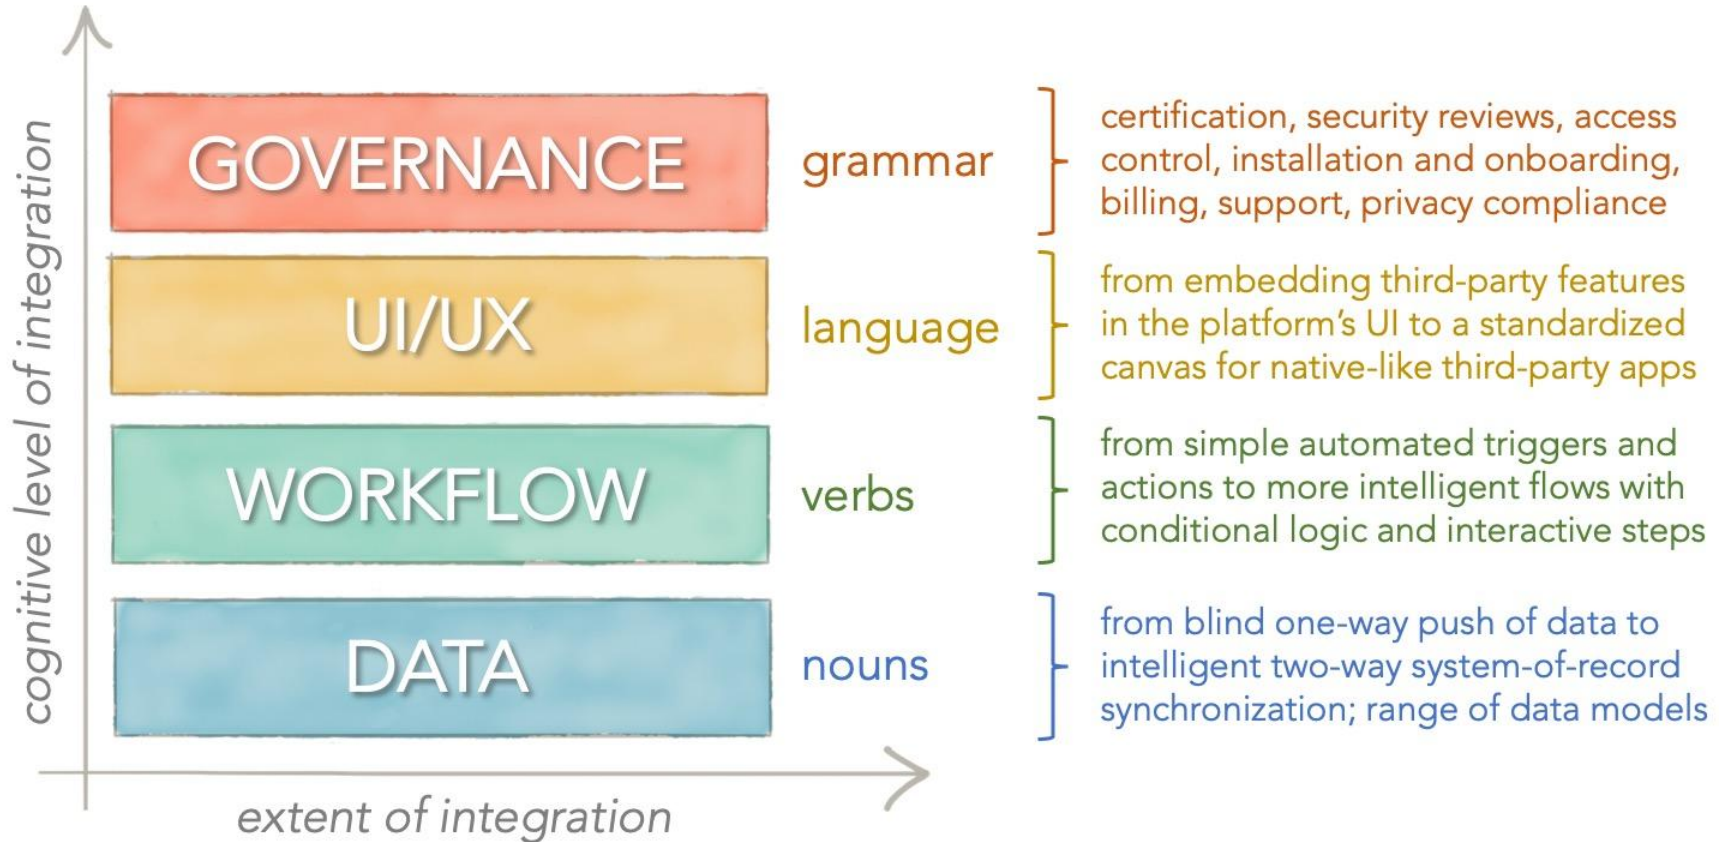 cognitive level of integration
GOVERNANCE
grammar
certification, security reviews, access
control, installation and onboarding,
billing, support, privacy compliance
UI/UX
language
from embedding third-party features
in the platform’s UI to a standardized
canvas for native-like third-party apps
WORKFLOW
verbs
from simple automated triggers and
actions to more intelligent flows with
conditional logic and interactive steps
DATA
nouns
from blind one-way push of data to
intelligent two-way system-of-record
synchronization; range of data models
extent of integration